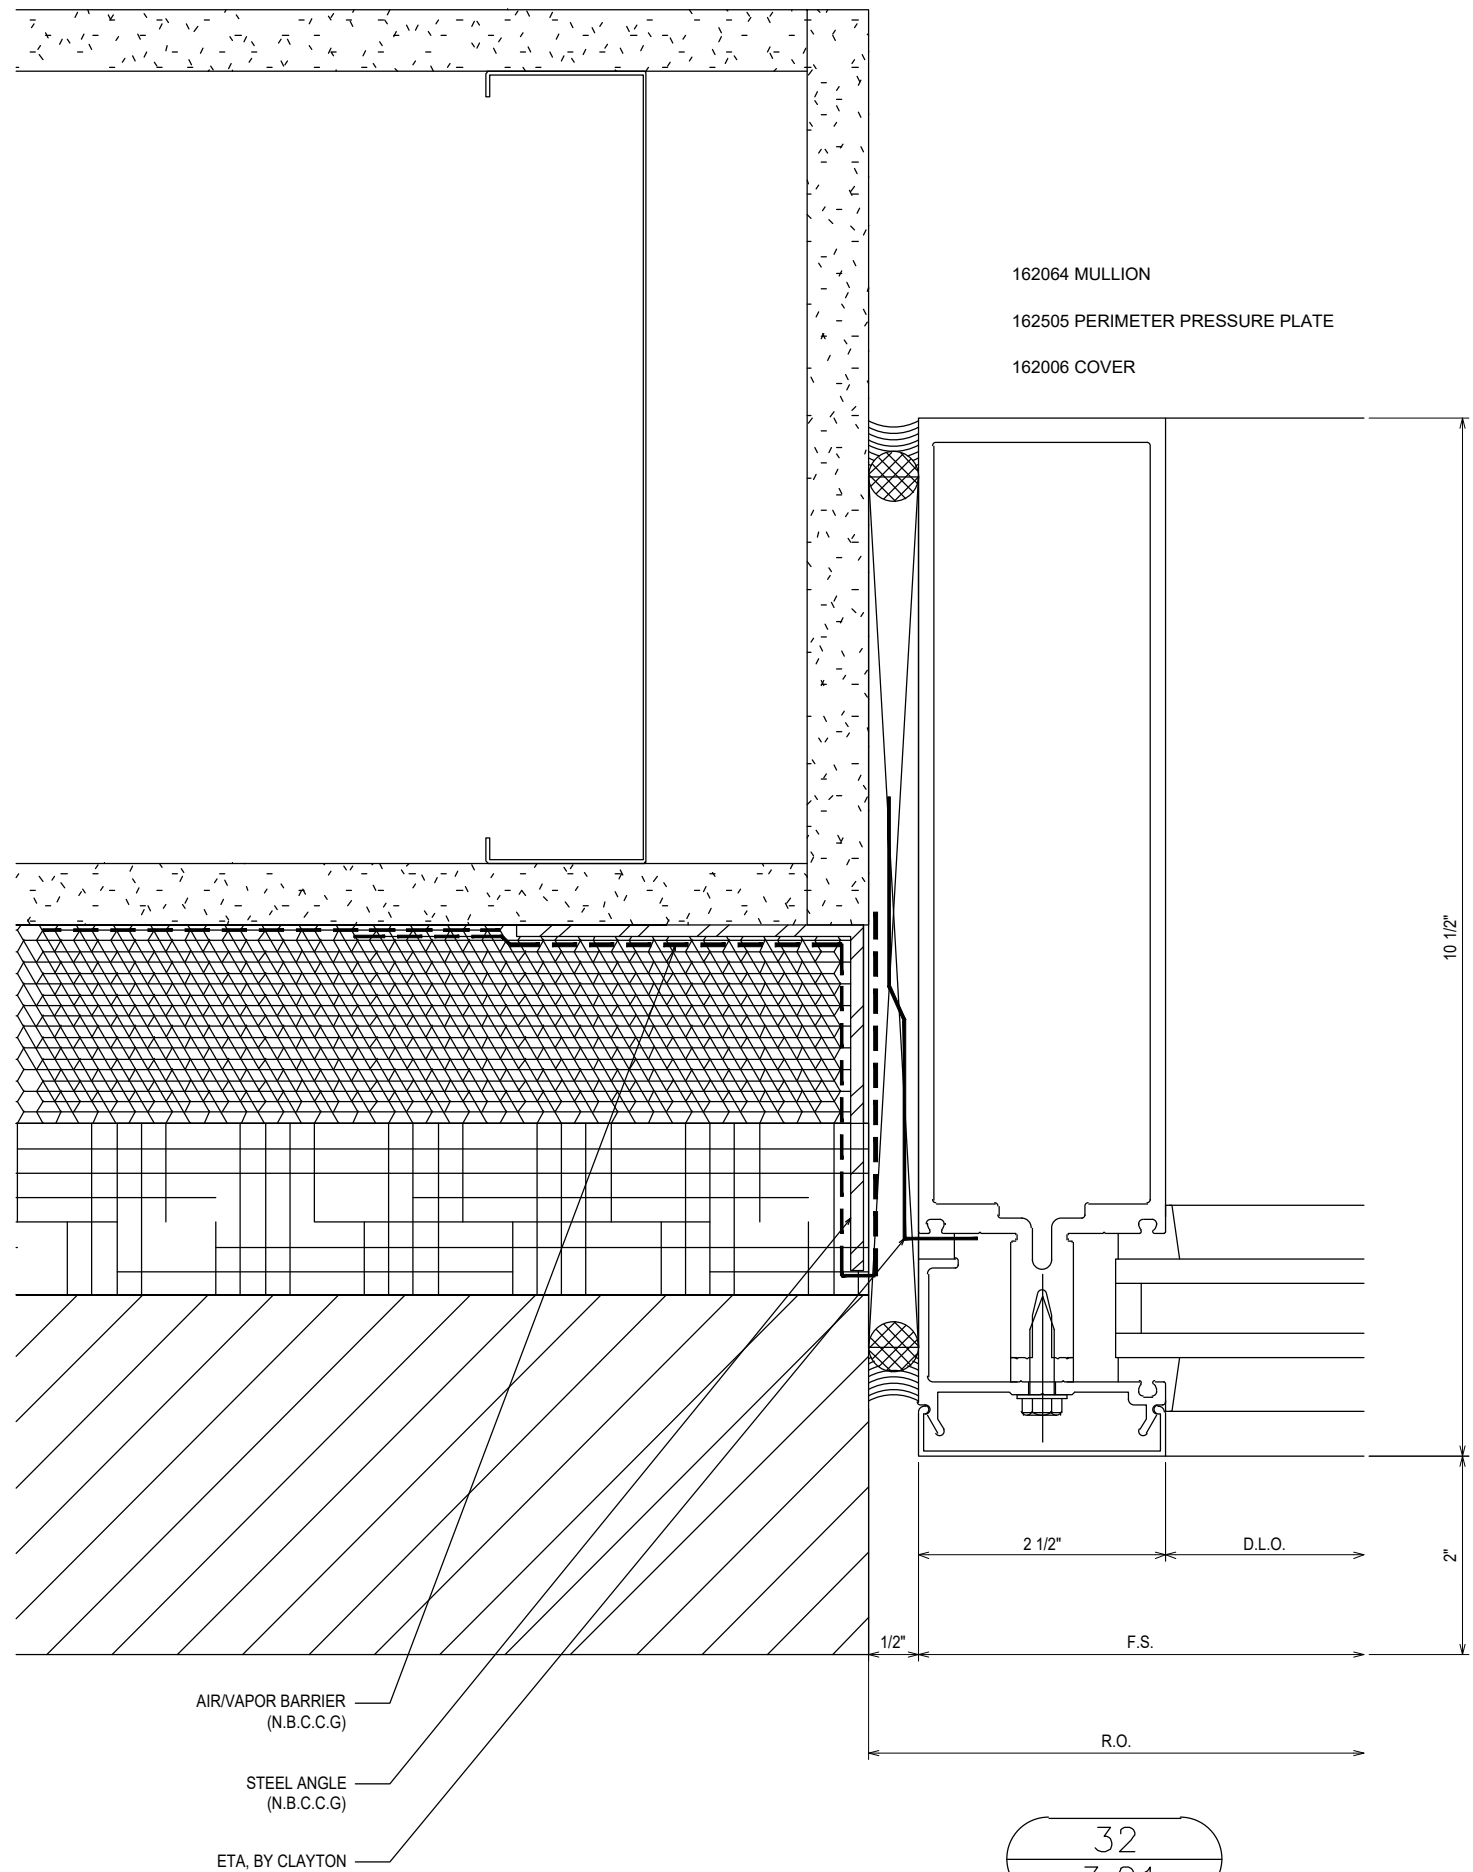 162064 MULLION
162505 PERIMETER PRESSURE PLATE
162006 COVER
10 1/2"
2 1/2"
D.L.O.
2"
1/2"
F.S.
R.O.
AIR/VAPOR BARRIER
(N.B.C.C.G)
STEEL ANGLE
(N.B.C.C.G)
ETA, BY CLAYTON
32